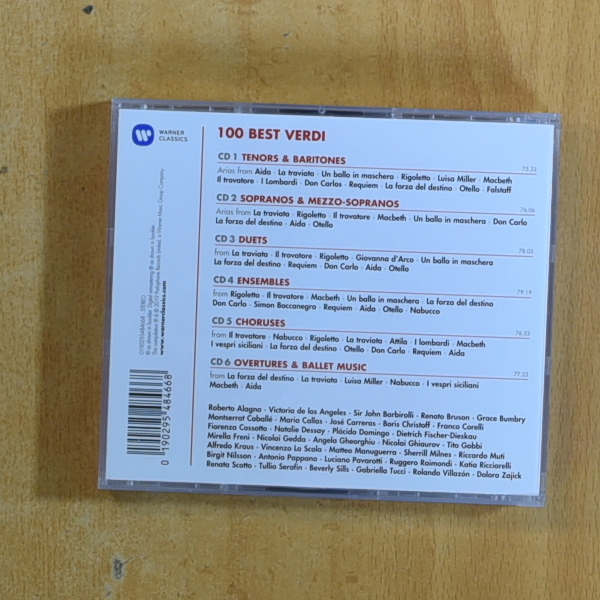 WARNER
CLASSICS
100 BEST VERDI
CD 1 TENORS & BARITONES
75.32
Arias from Aida · La traviata · Un ballo in maschera · Rigoletto · Luisa Miller · Macbeth
Il trovatore · I Lombardi · Don Carlos · Requiem · La forza del destino · Otello · Falstaff
CD 2 SOPRANOS & MEZZO-SOPRANOS
76.06
Arias from La traviata · Rigoletto · Il trovatore · Macbeth · Un ballo in maschera · Don Carlo
La forza del destino · Aida · Otello
CD 3 DUETS
78.05
from La traviata · Il trovatore · Rigoletto · Giovanna d'Arco · Un ballo in maschera
La forza del destino · Requiem · Don Carlo · Aida · Otello
CD 4 ENSEMBLES
79.19
from Rigoletto · Il trovatore · Macbeth · Un ballo in maschera · La forza del destino
Don Carlo · Simon Boccanegra · Requiem · Aida · Otello · Nabucco
CD 5 CHORUSES
76.53
from Il trovatore · Nabucco · Rigoletto · La traviata · Attila · I lombardi · Macbeth
I vespri siciliani · La forza del destino · Otello · Don Carlo · Requiem · Aida
CD 6 OVERTURES & BALLET MUSIC
77.23
from La forza del destino · La traviata · Luisa Miller · Nabucco · I vespri siciliani
Macbeth · Aida
Roberto Alagna · Victoria de los Angeles · Sir John Barbirolli · Renato Bruson · Grace Bumbry
Montserrat Caballé · Maria Callas · José Carreras · Boris Christoff · Franco Corelli
Fiorenza Cossotto · Natalie Dessay · Plácido Domingo · Dietrich Fischer-Dieskau
Mirella Freni · Nicolai Gedda · Angela Gheorghiu · Nicolai Ghiaurov · Tito Gobbi
Alfredo Kraus · Vincenzo La Scola · Matteo Manuguerra · Sherrill Milnes · Riccardo Muti
Birgit Nilsson · Antonio Pappano · Luciano Pavarotti · Ruggero Raimondi · Katia Ricciarelli
Renata Scotto · Tullio Serafin · Beverly Sills · Gabriella Tucci · Rolando Villazón · Dolora Zajick
www.warnerclassics.com
0 190295 484668